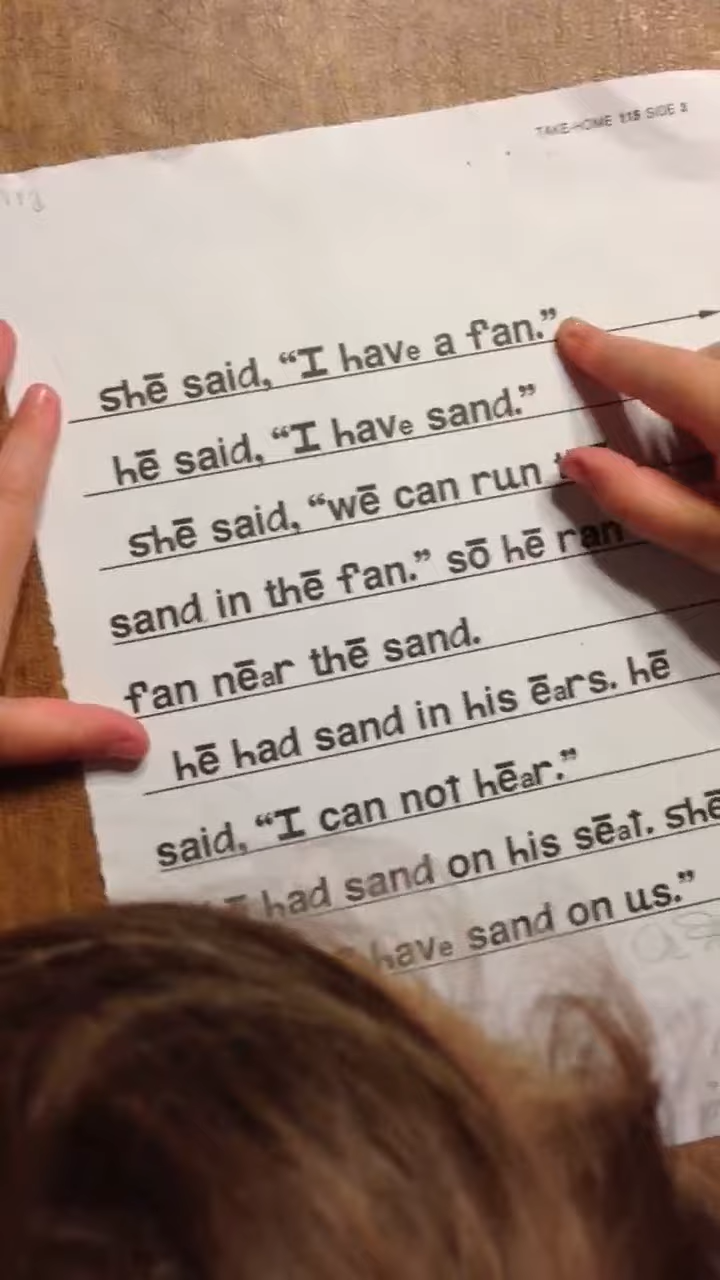 TAKE-HOME 115 SIDE 3
shē said, “I have a fan.”
hē said, “I have sand.”
shē said, “wē can run
sand in thē fan.” sō hē ran
fan nēar thē sand.
hē had sand in his ēars. hē
said, “I can not hēar.”
had sand on his sēat. shē
have sand on us.”